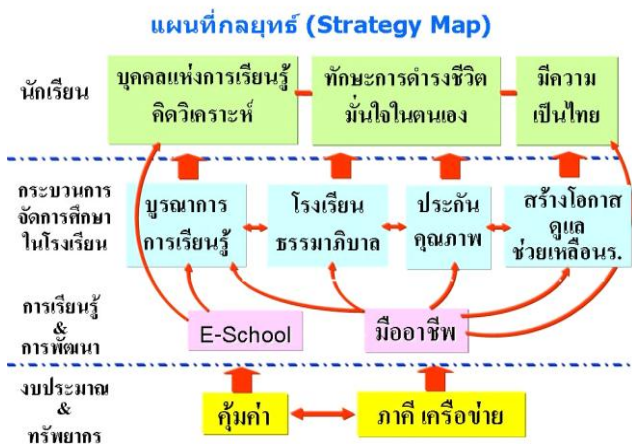 แผนที่กลยุทธ์ (Strategy Map)
นักเรียน
บุคคลแห่งการเรียนรู้
คิดวิเคราะห์
ทักษะการดำรงชีวิต
มั่นใจในตนเอง
มีความ
เป็นไทย
กระบวนการ
จัดการศึกษา
ในโรงเรียน
บูรณาการ
การเรียนรู้
โรงเรียน
ธรรมาภิบาล
ประกัน
คุณภาพ
สร้างโอกาส
ดูแล
ช่วยเหลือนร.
การเรียนรู้
&
การพัฒนา
E-School
มืออาชีพ
งบประมาณ
&
ทรัพยากร
คุ้มค่า
ภาคี เครือข่าย